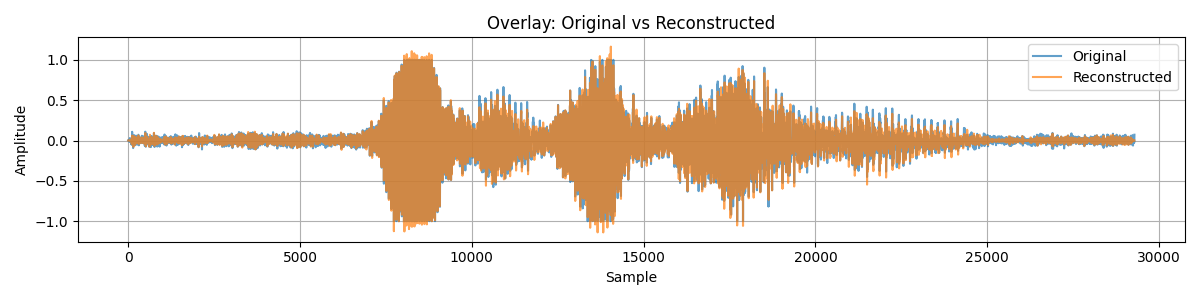 Overlay: Original vs Reconstructed
Original
Reconstructed
Amplitude
1.0
0.5
0.0
−0.5
−1.0
0 5000 10000 15000 20000 25000 30000
Sample